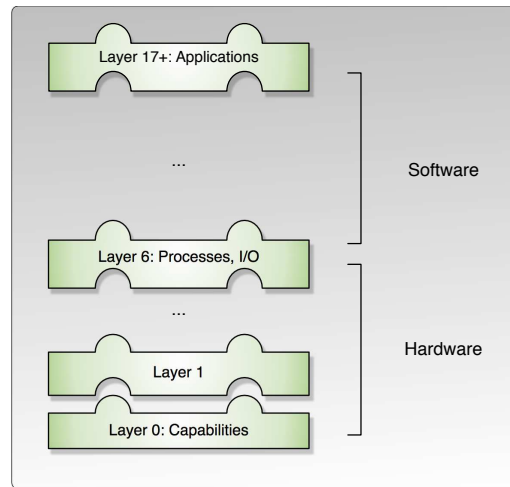 Layer 17+: Applications
...
Software
Layer 6: Processes, I/O
...
Hardware
Layer 1
Layer 0: Capabilities